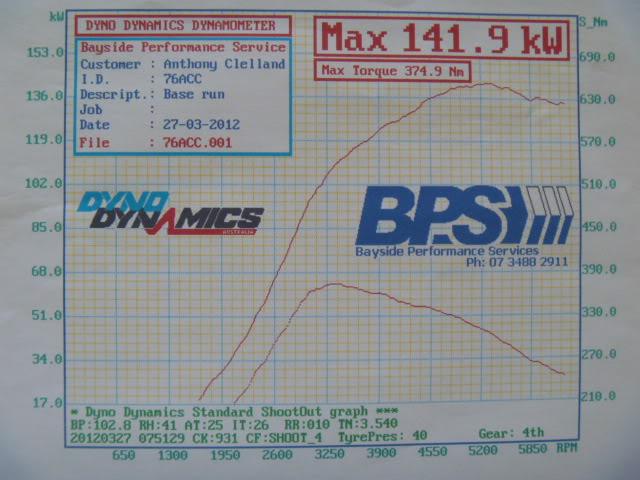 kW
S_Nm
DYNO DYNAMICS DYNAMOMETER
Bayside Performance Service
Customer : Anthony Clelland
I.D. : 76ACC
Descript.: Base run
Job :
Date : 27-03-2012
File : 76ACC.001
Max 141.9 kW
Max Torque 374.9 Nm
153.0
136.0
119.0
102.0
85.0
68.0
51.0
34.0
17.0
690.0
630.0
570.0
510.0
450.0
390.0
330.0
270.0
210.0
DYNO
DYNAMICS
AUSTRALIA
BPS
Bayside Performance Services
Ph: 07 3488 2911
* Dyno Dynamics Standard ShootOut graph ***
BP:102.8 RH:41 AT:25 IT:26 RR:010 TN:3.540
20120327 075129 CK:931 CF:SHOOT_4 TyrePres: 40 Gear: 4th
650 1300 1950 2600 3250 3900 4550 5200 5850 RPM